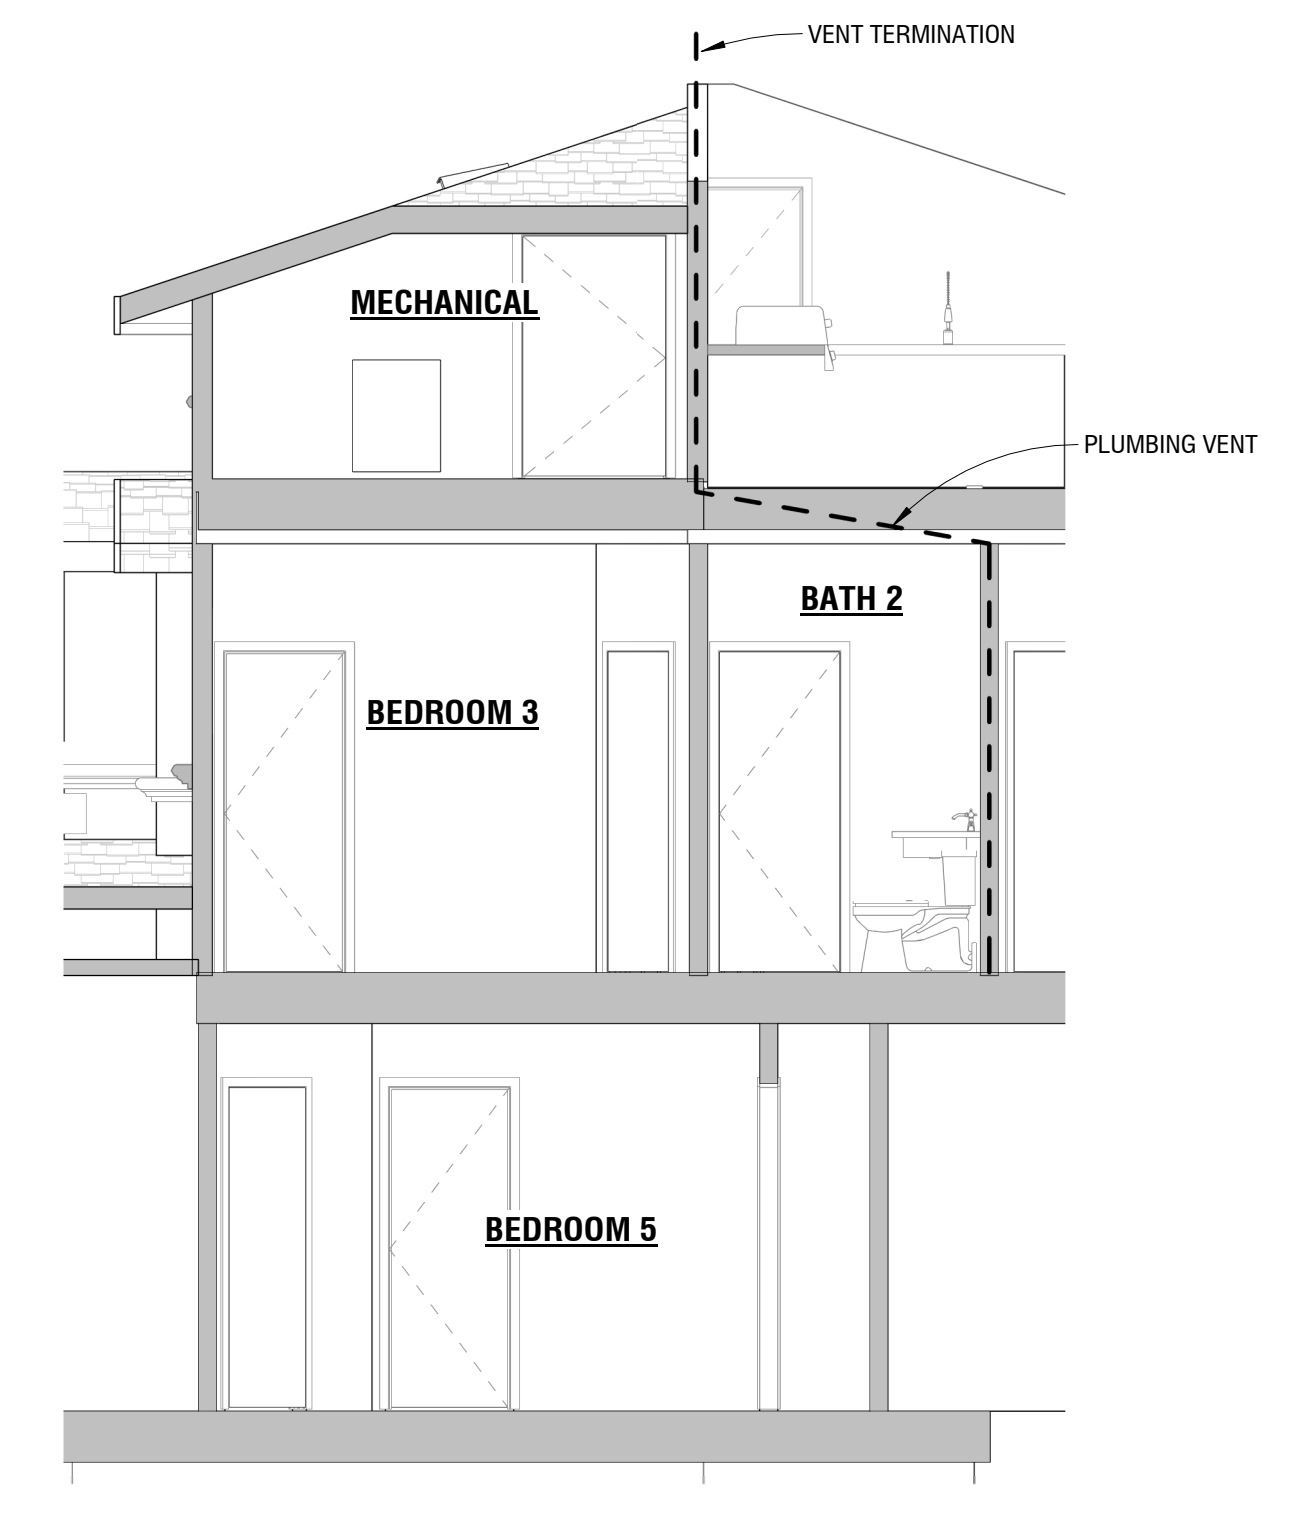 VENT TERMINATION
MECHANICAL
PLUMBING VENT
BATH 2
BEDROOM 3
BEDROOM 5